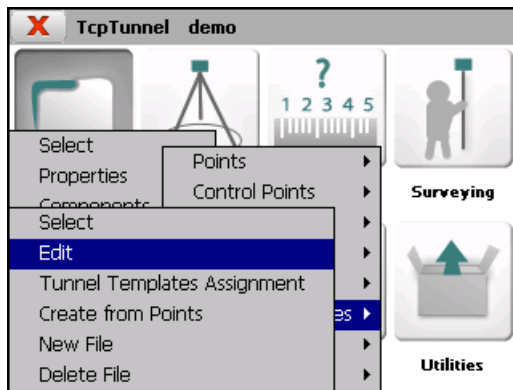 X TcpTunnel demo
?
1 2 3 4 5
Select
Properties
Components
Points
Control Points
Surveying
Select
Edit
Tunnel Templates Assignment
Create from Points
New File
Delete File
Utilities